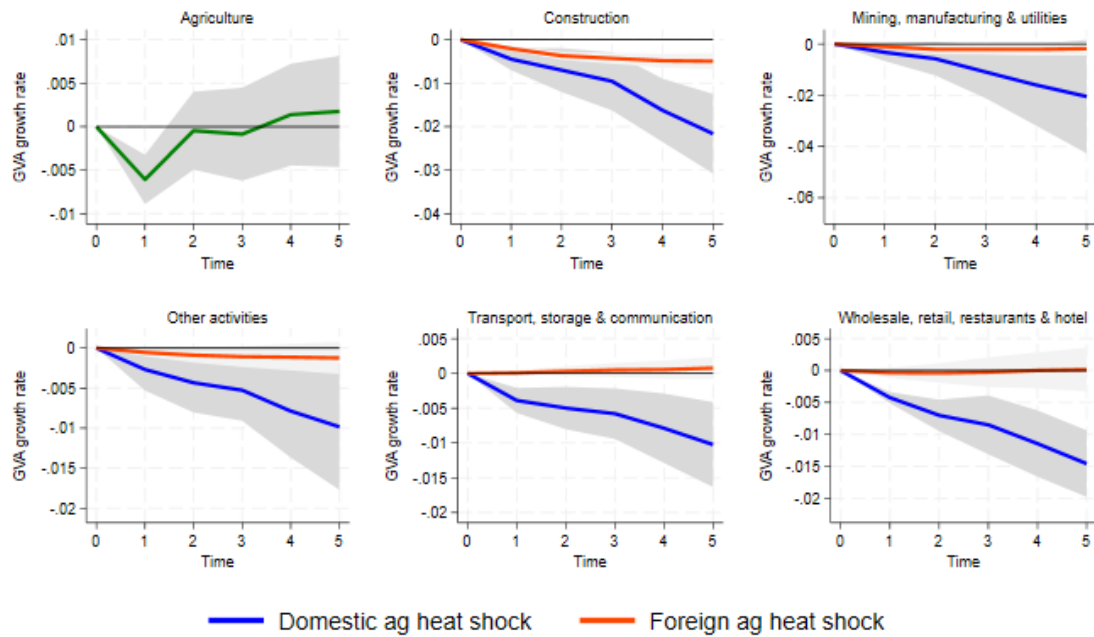 Agriculture
GVA growth rate
.01
.005
0
-.005
-.01
0 1 2 3 4 5
Time
Construction
GVA growth rate
0
-.01
-.02
-.03
-.04
0 1 2 3 4 5
Time
Mining, manufacturing & utilities
GVA growth rate
0
-.02
-.04
-.06
0 1 2 3 4 5
Time
Other activities
GVA growth rate
0
-.005
-.01
-.015
-.02
0 1 2 3 4 5
Time
Transport, storage & communication
GVA growth rate
.005
0
-.005
-.01
-.015
-.02
0 1 2 3 4 5
Time
Wholesale, retail, restaurants & hotel
GVA growth rate
.005
0
-.005
-.01
-.015
-.02
0 1 2 3 4 5
Time
Domestic ag heat shock Foreign ag heat shock